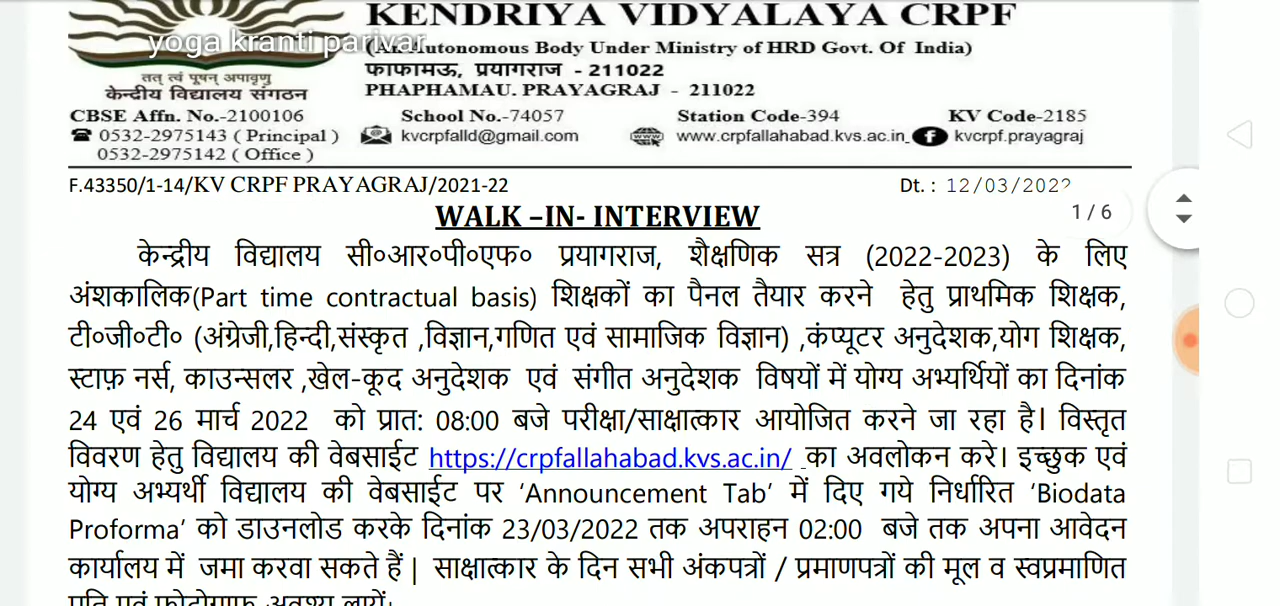 KENDRIYA VIDYALAYA CRPF
yoga kranti parivar
Autonomous Body Under Ministry of HRD Govt. Of India)
फाफामऊ, प्रयागराज - 211022
तत् त्वं पूषन् अपावृणु
PHAPHAMAU. PRAYAGRAJ - 211022
केन्द्रीय विद्यालय संगठन
CBSE Affn. No.-2100106 School No.-74057 Station Code-394 KV Code-2185
0532-2975143 ( Principal ) kvcrpfalld@gmail.com www.crpfallahabad.kvs.ac.in kvcrpf.prayagraj
0532-2975142 ( Office )
F.43350/1-14/KV CRPF PRAYAGRAJ/2021-22 Dt. : 12/03/2022
WALK –IN- INTERVIEW
1 / 6
केन्द्रीय विद्यालय सी०आर०पी०एफ० प्रयागराज, शैक्षणिक सत्र (2022-2023) के लिए
अंशकालिक(Part time contractual basis) शिक्षकों का पैनल तैयार करने हेतु प्राथमिक शिक्षक,
टी०जी०टी० (अंग्रेजी,हिन्दी,संस्कृत ,विज्ञान,गणित एवं सामाजिक विज्ञान) ,कंप्यूटर अनुदेशक,योग शिक्षक,
स्टाफ़ नर्स, काउन्सलर ,खेल-कूद अनुदेशक एवं संगीत अनुदेशक विषयों में योग्य अभ्यर्थियों का दिनांक
24 एवं 26 मार्च 2022 को प्रात: 08:00 बजे परीक्षा/साक्षात्कार आयोजित करने जा रहा है। विस्तृत
विवरण हेतु विद्यालय की वेबसाईट https://crpfallahabad.kvs.ac.in/ का अवलोकन करे। इच्छुक एवं
योग्य अभ्यर्थी विद्यालय की वेबसाईट पर ‘Announcement Tab’ में दिए गये निर्धारित ‘Biodata
Proforma’ को डाउनलोड करके दिनांक 23/03/2022 तक अपराहन 02:00 बजे तक अपना आवेदन
कार्यालय में जमा करवा सकते हैं| साक्षात्कार के दिन सभी अंकपत्रों / प्रमाणपत्रों की मूल व स्वप्रमाणित
प्रति एवं फोटोग्राफ अवश्य लायें।